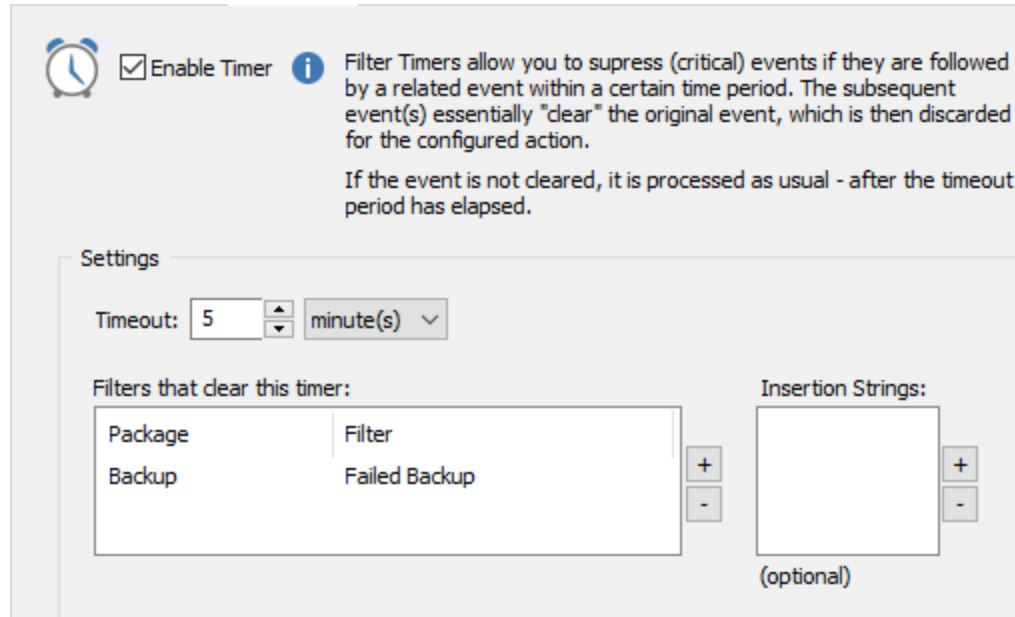 Enable Timer
Filter Timers allow you to supress (critical) events if they are followed
by a related event within a certain time period. The subsequent
event(s) essentially "clear" the original event, which is then discarded
for the configured action.
If the event is not cleared, it is processed as usual - after the timeout
period has elapsed.
Settings
Timeout: 5 minute(s)
Filters that clear this timer:
Insertion Strings:
Package Filter
Backup Failed Backup
+
-
+
-
(optional)